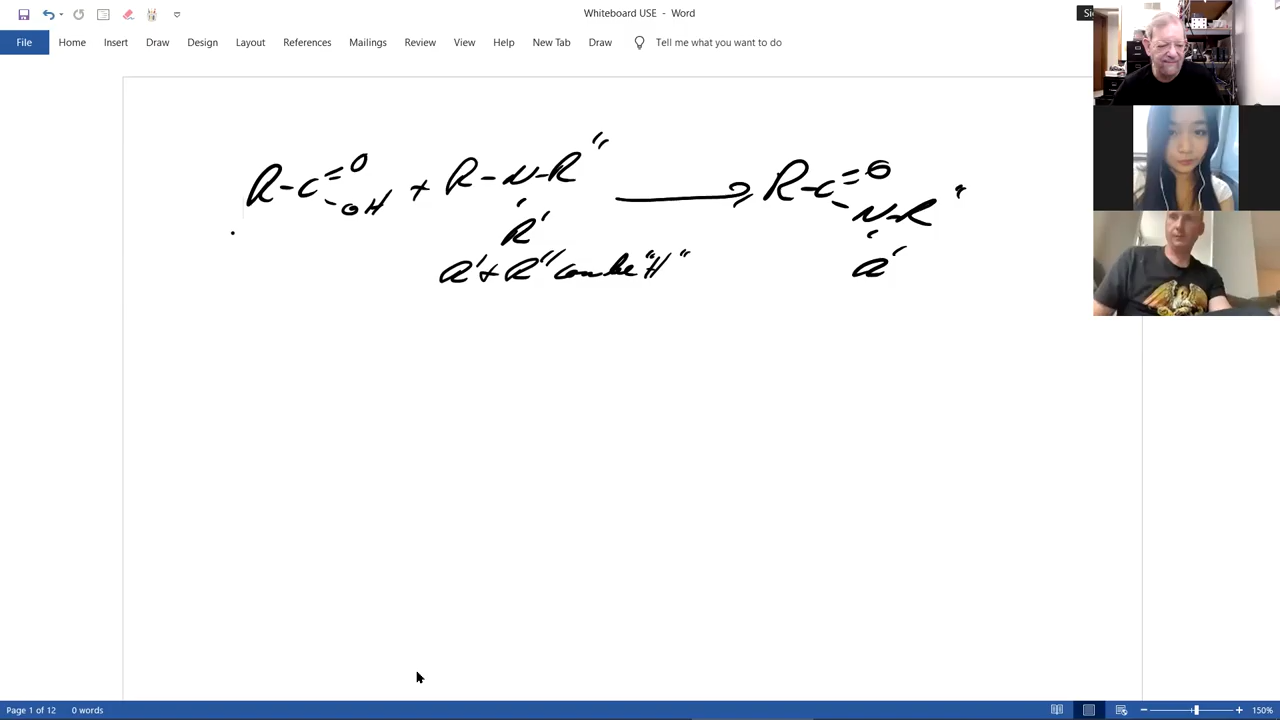 Whiteboard USE - Word
File Home Insert Draw Design Layout References Mailings Review View Help New Tab Draw Tell me what you want to do
R-C=O -OH + R-N-R" → R-C=O -N-R "
R' R'
R' + R" can be "H"
Page 1 of 12 0 words 150%